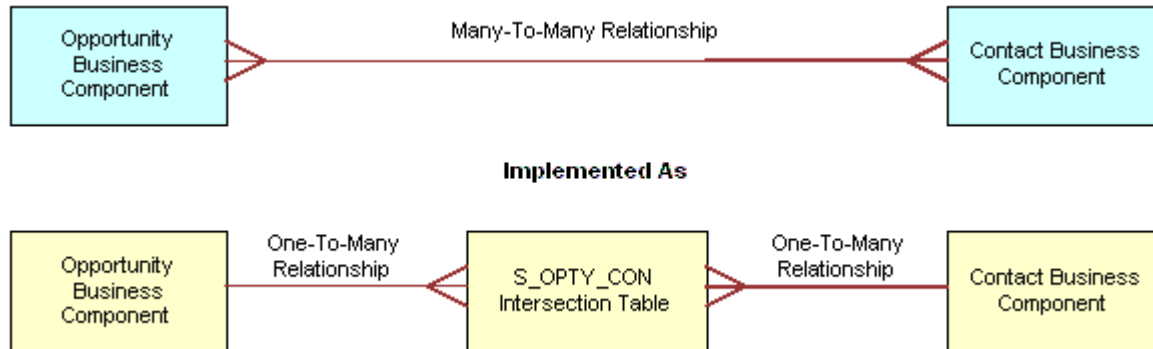 Opportunity
Business
Component
Many-To-Many Relationship
Contact Business
Component
Implemented As
Opportunity
Business
Component
One-To-Many
Relationship
S_OPTY_CON
Intersection Table
One-To-Many
Relationship
Contact Business
Component